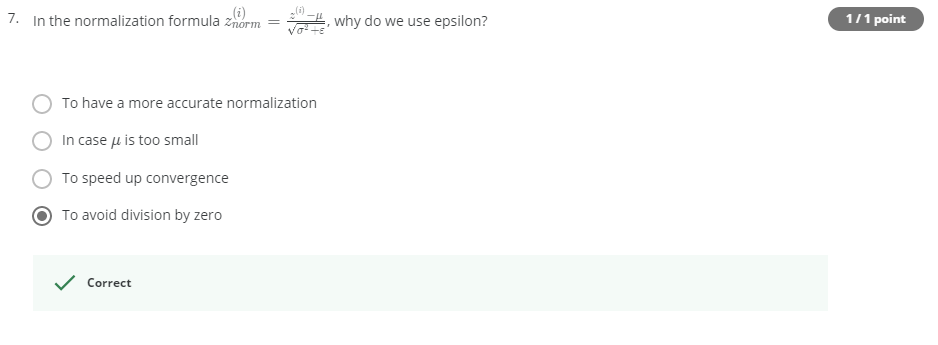 7. In the normalization formula $z_{norm}^{(i)} = \frac{z^{(i)}-\mu}{\sqrt{\sigma^2+\varepsilon}}$, why do we use epsilon?
1 / 1 point
To have a more accurate normalization
In case μ is too small
To speed up convergence
To avoid division by zero
Correct